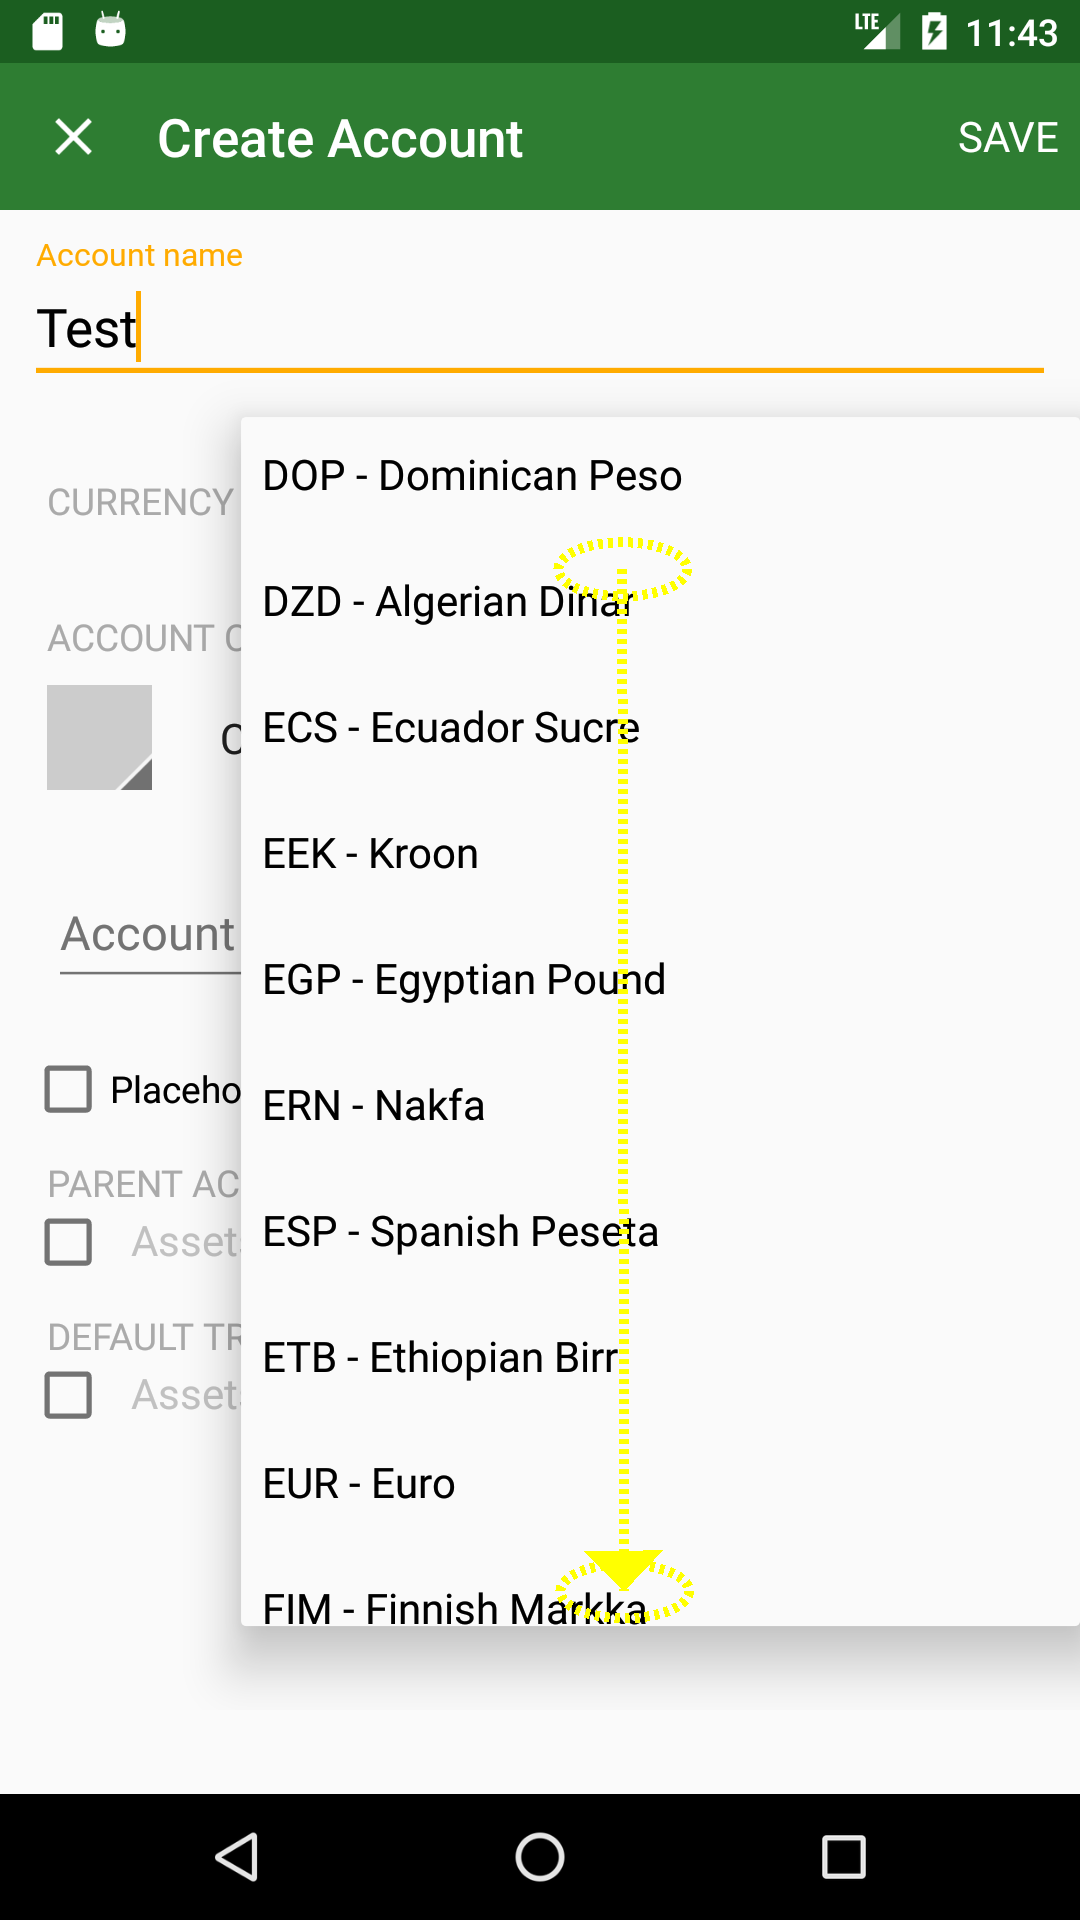 LTE 11:43
Create Account SAVE
Account name
Test
DOP - Dominican Peso
CURRENCY
DZD - Algerian Dinar
ACCOUNT C
ECS - Ecuador Sucre
C
EEK - Kroon
Account
EGP - Egyptian Pound
Placeho
ERN - Nakfa
PARENT AC
ESP - Spanish Peseta
Assets
DEFAULT TR
ETB - Ethiopian Birr
Assets
EUR - Euro
FIM - Finnish Markka